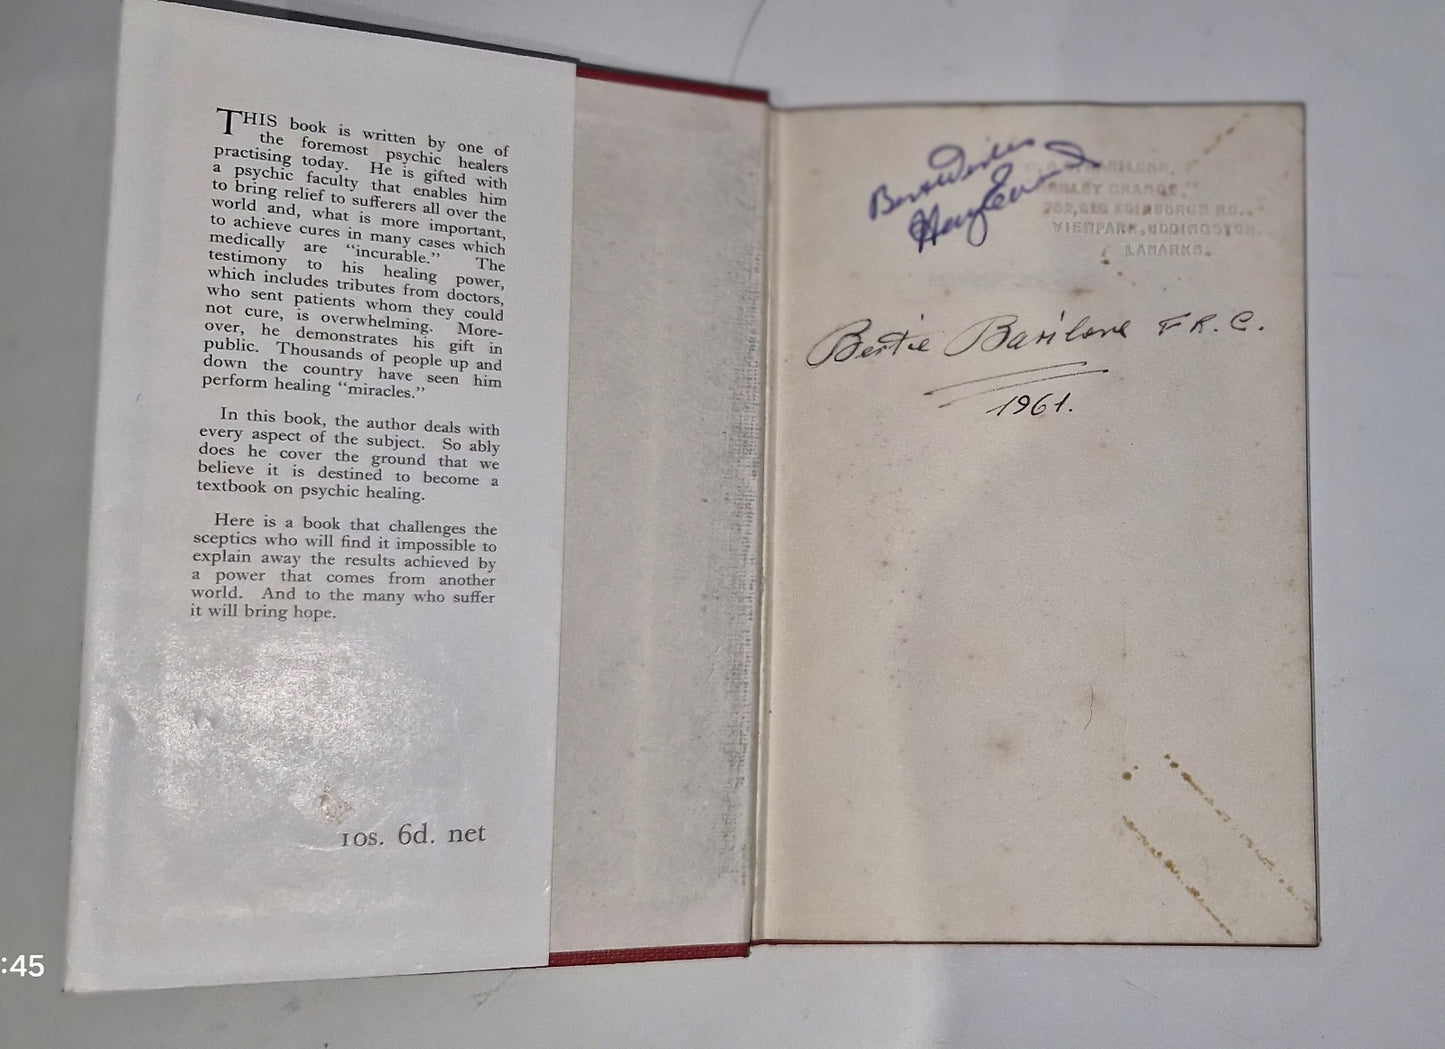 THIS book is written by one of
the foremost psychic healers
practising today. He is gifted with
a psychic faculty that enables him
to bring relief to sufferers all over the
world and, what is more important,
to achieve cures in many cases which
medically are "incurable." The
testimony to his healing power,
which includes tributes from doctors,
who sent patients whom they could
not cure, is overwhelming. More-
over, he demonstrates his gift in
public. Thousands of people up and
down the country have seen him
perform healing "miracles."
In this book, the author deals with
every aspect of the subject. So ably
does he cover the ground that we
believe it is destined to become a
textbook on psychic healing.
Here is a book that challenges the
sceptics who will find it impossible to
explain away the results achieved by
a power that comes from another
world. And to the many who suffer
it will bring hope.
10s. 6d. net
:45
Best Wishes
Harry
GRANGE,"
EDINBURGH RD.,
VIEWPARK, UDDINGSTON.
LANARKS.
Bertie Barilone F.R.C.
1961.